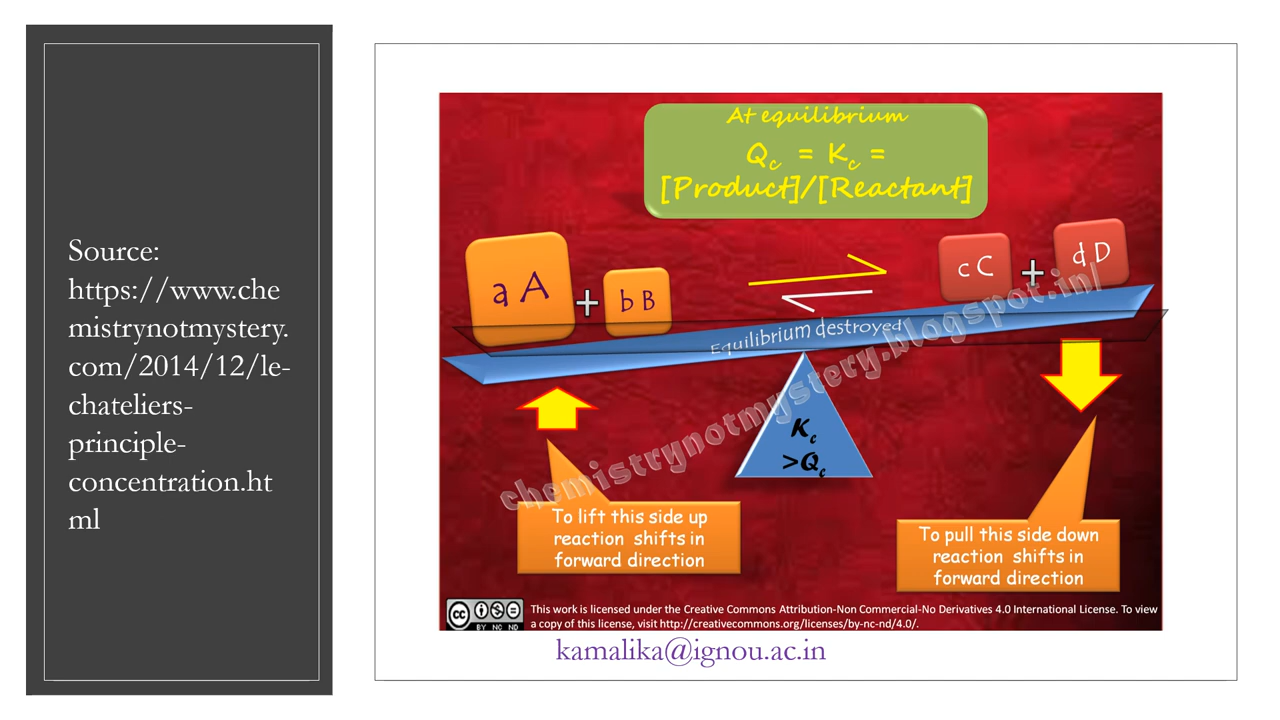 Source:
https://www.che
mistrynotmystery.
com/2014/12/le-
chateliers-
principle-
concentration.ht
ml
At equilibrium
Qc = Kc =
[Product]/[Reactant]
a A + b B
c C + d D
Equilibrium destroyed
chemistrynotmystery.blogspot.in/
Kc
>Qc
To lift this side up
reaction shifts in
forward direction
To pull this side down
reaction shifts in
forward direction
cc BY NC ND
This work is licensed under the Creative Commons Attribution-Non Commercial-No Derivatives 4.0 International License. To view
a copy of this license, visit http://creativecommons.org/licenses/by-nc-nd/4.0/.
kamalika@ignou.ac.in